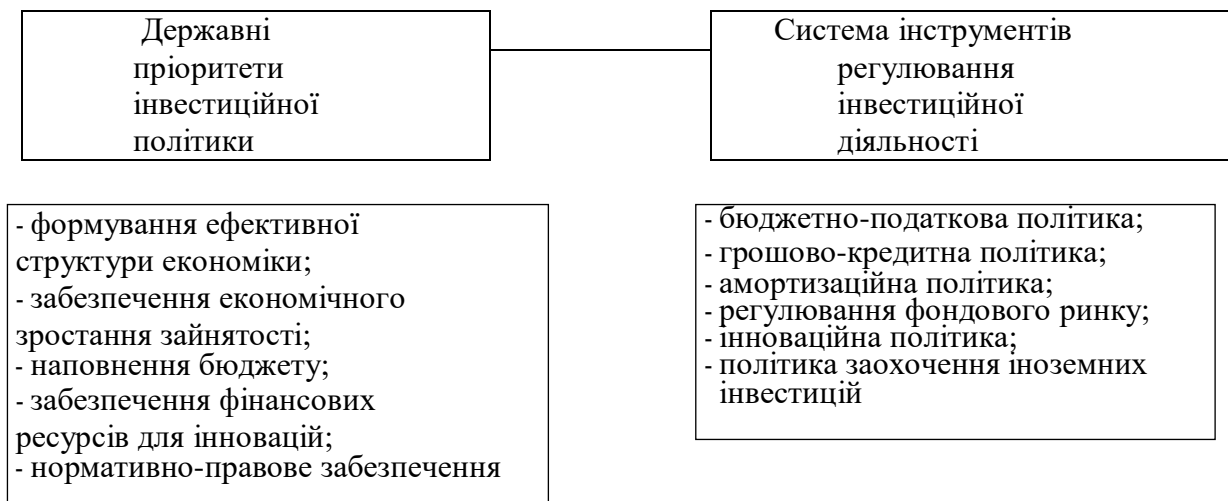 Державні
пріоритети
інвестиційної
політики
Система інструментів
регулювання
інвестиційної
діяльності
- формування ефективної
структури економіки;
- забезпечення економічного
зростання зайнятості;
- наповнення бюджету;
- забезпечення фінансових
ресурсів для інновацій;
- нормативно-правове забезпечення
- бюджетно-податкова політика;
- грошово-кредитна політика;
- амортизаційна політика;
- регулювання фондового ринку;
- інноваційна політика;
- політика заохочення іноземних
інвестицій